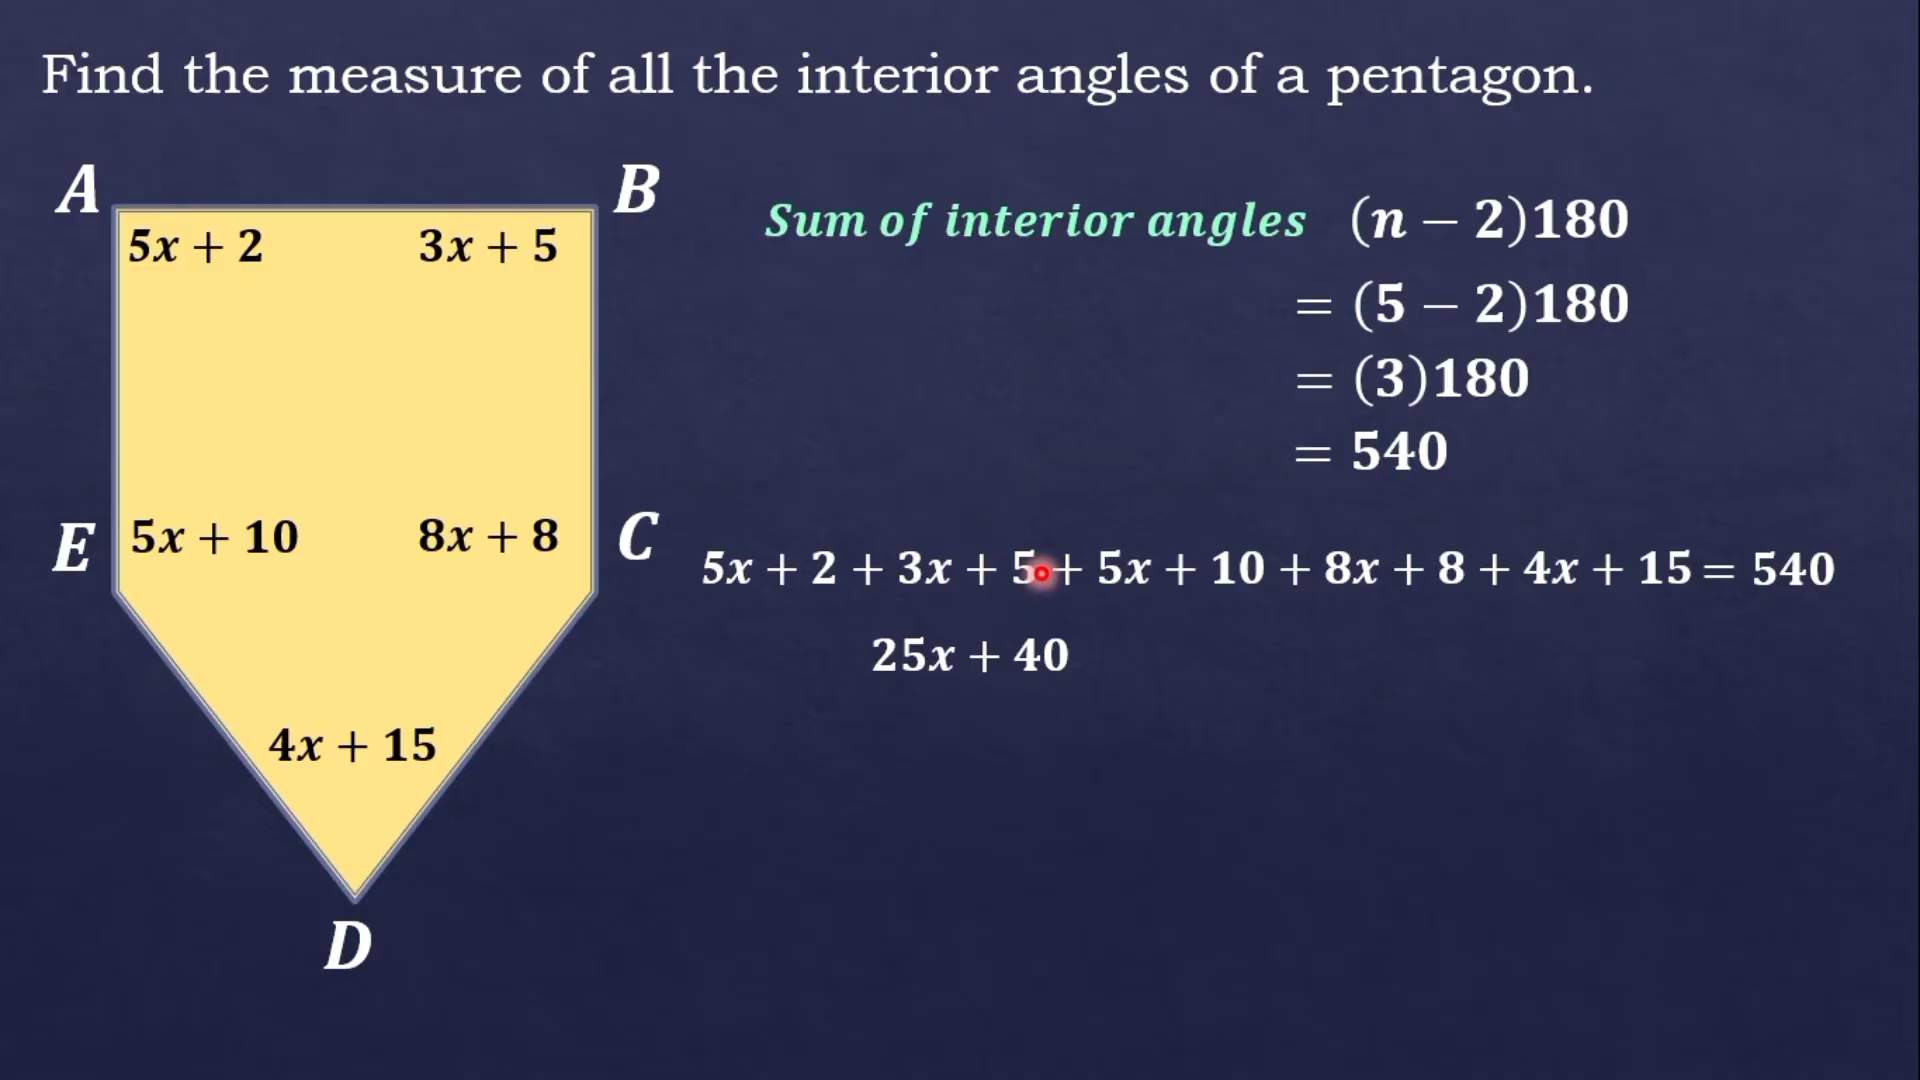 Find the measure of all the interior angles of a pentagon.
A
B
5x + 2
3x + 5
E
5x + 10
8x + 8
C
4x + 15
D
Sum of interior angles (n − 2)180
= (5 − 2)180
= (3)180
= 540
5x + 2 + 3x + 5 + 5x + 10 + 8x + 8 + 4x + 15 = 540
25x + 40